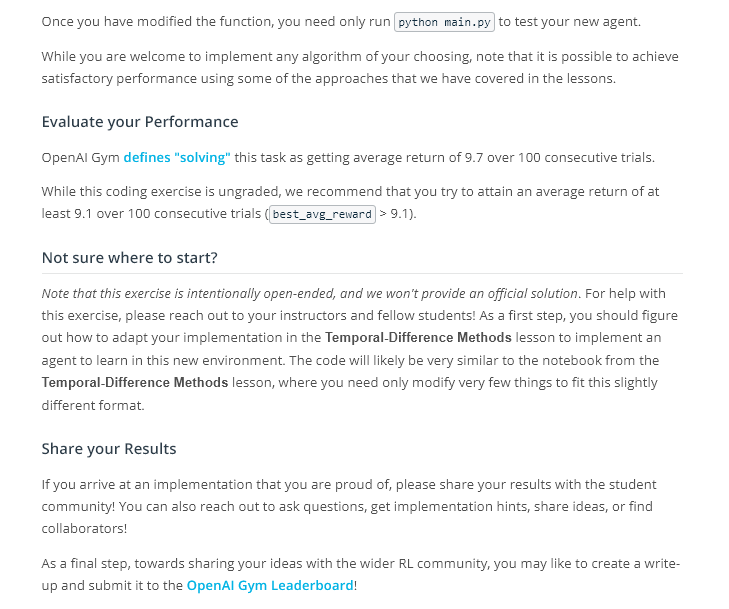 Once you have modified the function, you need only run python main.py to test your new agent.
While you are welcome to implement any algorithm of your choosing, note that it is possible to achieve
satisfactory performance using some of the approaches that we have covered in the lessons.
Evaluate your Performance
OpenAI Gym defines "solving" this task as getting average return of 9.7 over 100 consecutive trials.
While this coding exercise is ungraded, we recommend that you try to attain an average return of at
least 9.1 over 100 consecutive trials (best_avg_reward > 9.1).
Not sure where to start?
Note that this exercise is intentionally open-ended, and we won't provide an official solution. For help with
this exercise, please reach out to your instructors and fellow students! As a first step, you should figure
out how to adapt your implementation in the Temporal-Difference Methods lesson to implement an
agent to learn in this new environment. The code will likely be very similar to the notebook from the
Temporal-Difference Methods lesson, where you need only modify very few things to fit this slightly
different format.
Share your Results
If you arrive at an implementation that you are proud of, please share your results with the student
community! You can also reach out to ask questions, get implementation hints, share ideas, or find
collaborators!
As a final step, towards sharing your ideas with the wider RL community, you may like to create a write-
up and submit it to the OpenAI Gym Leaderboard!